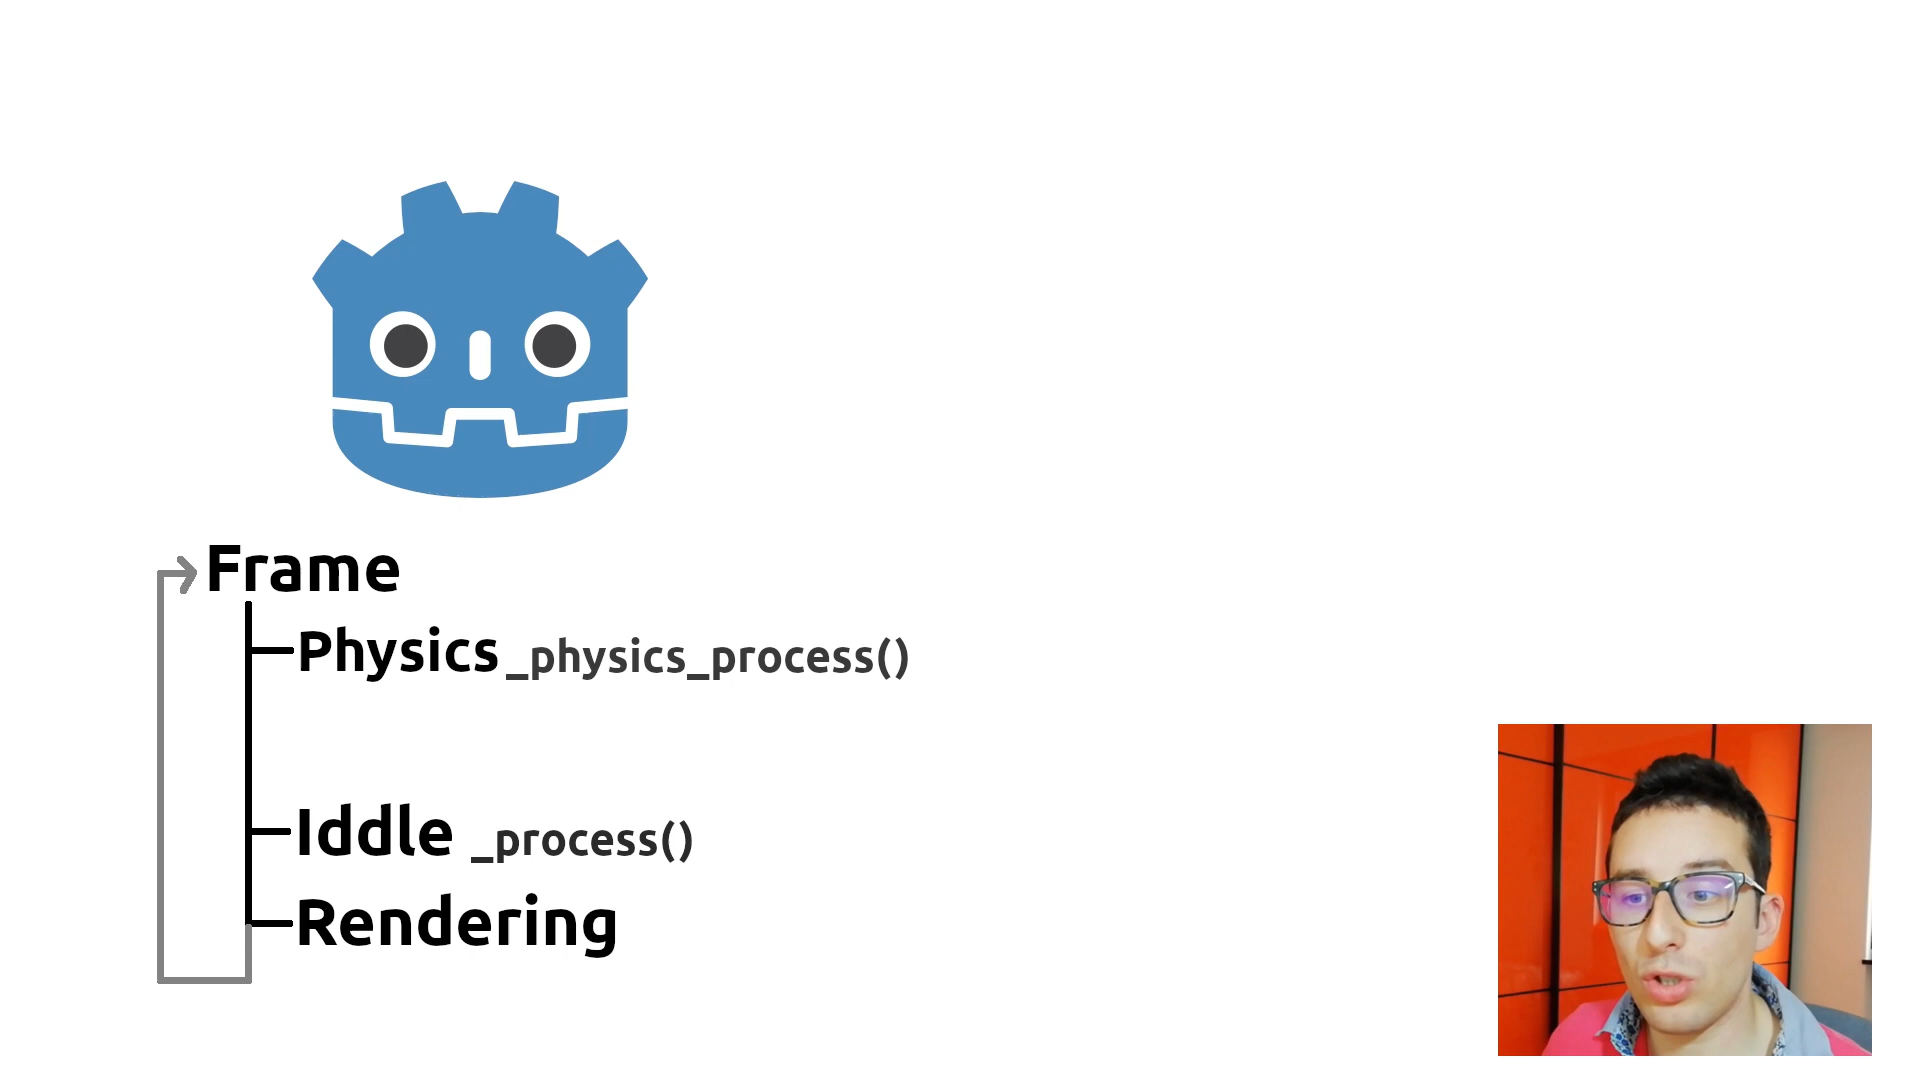 Frame
Physics _physics_process()
Iddle _process()
Rendering